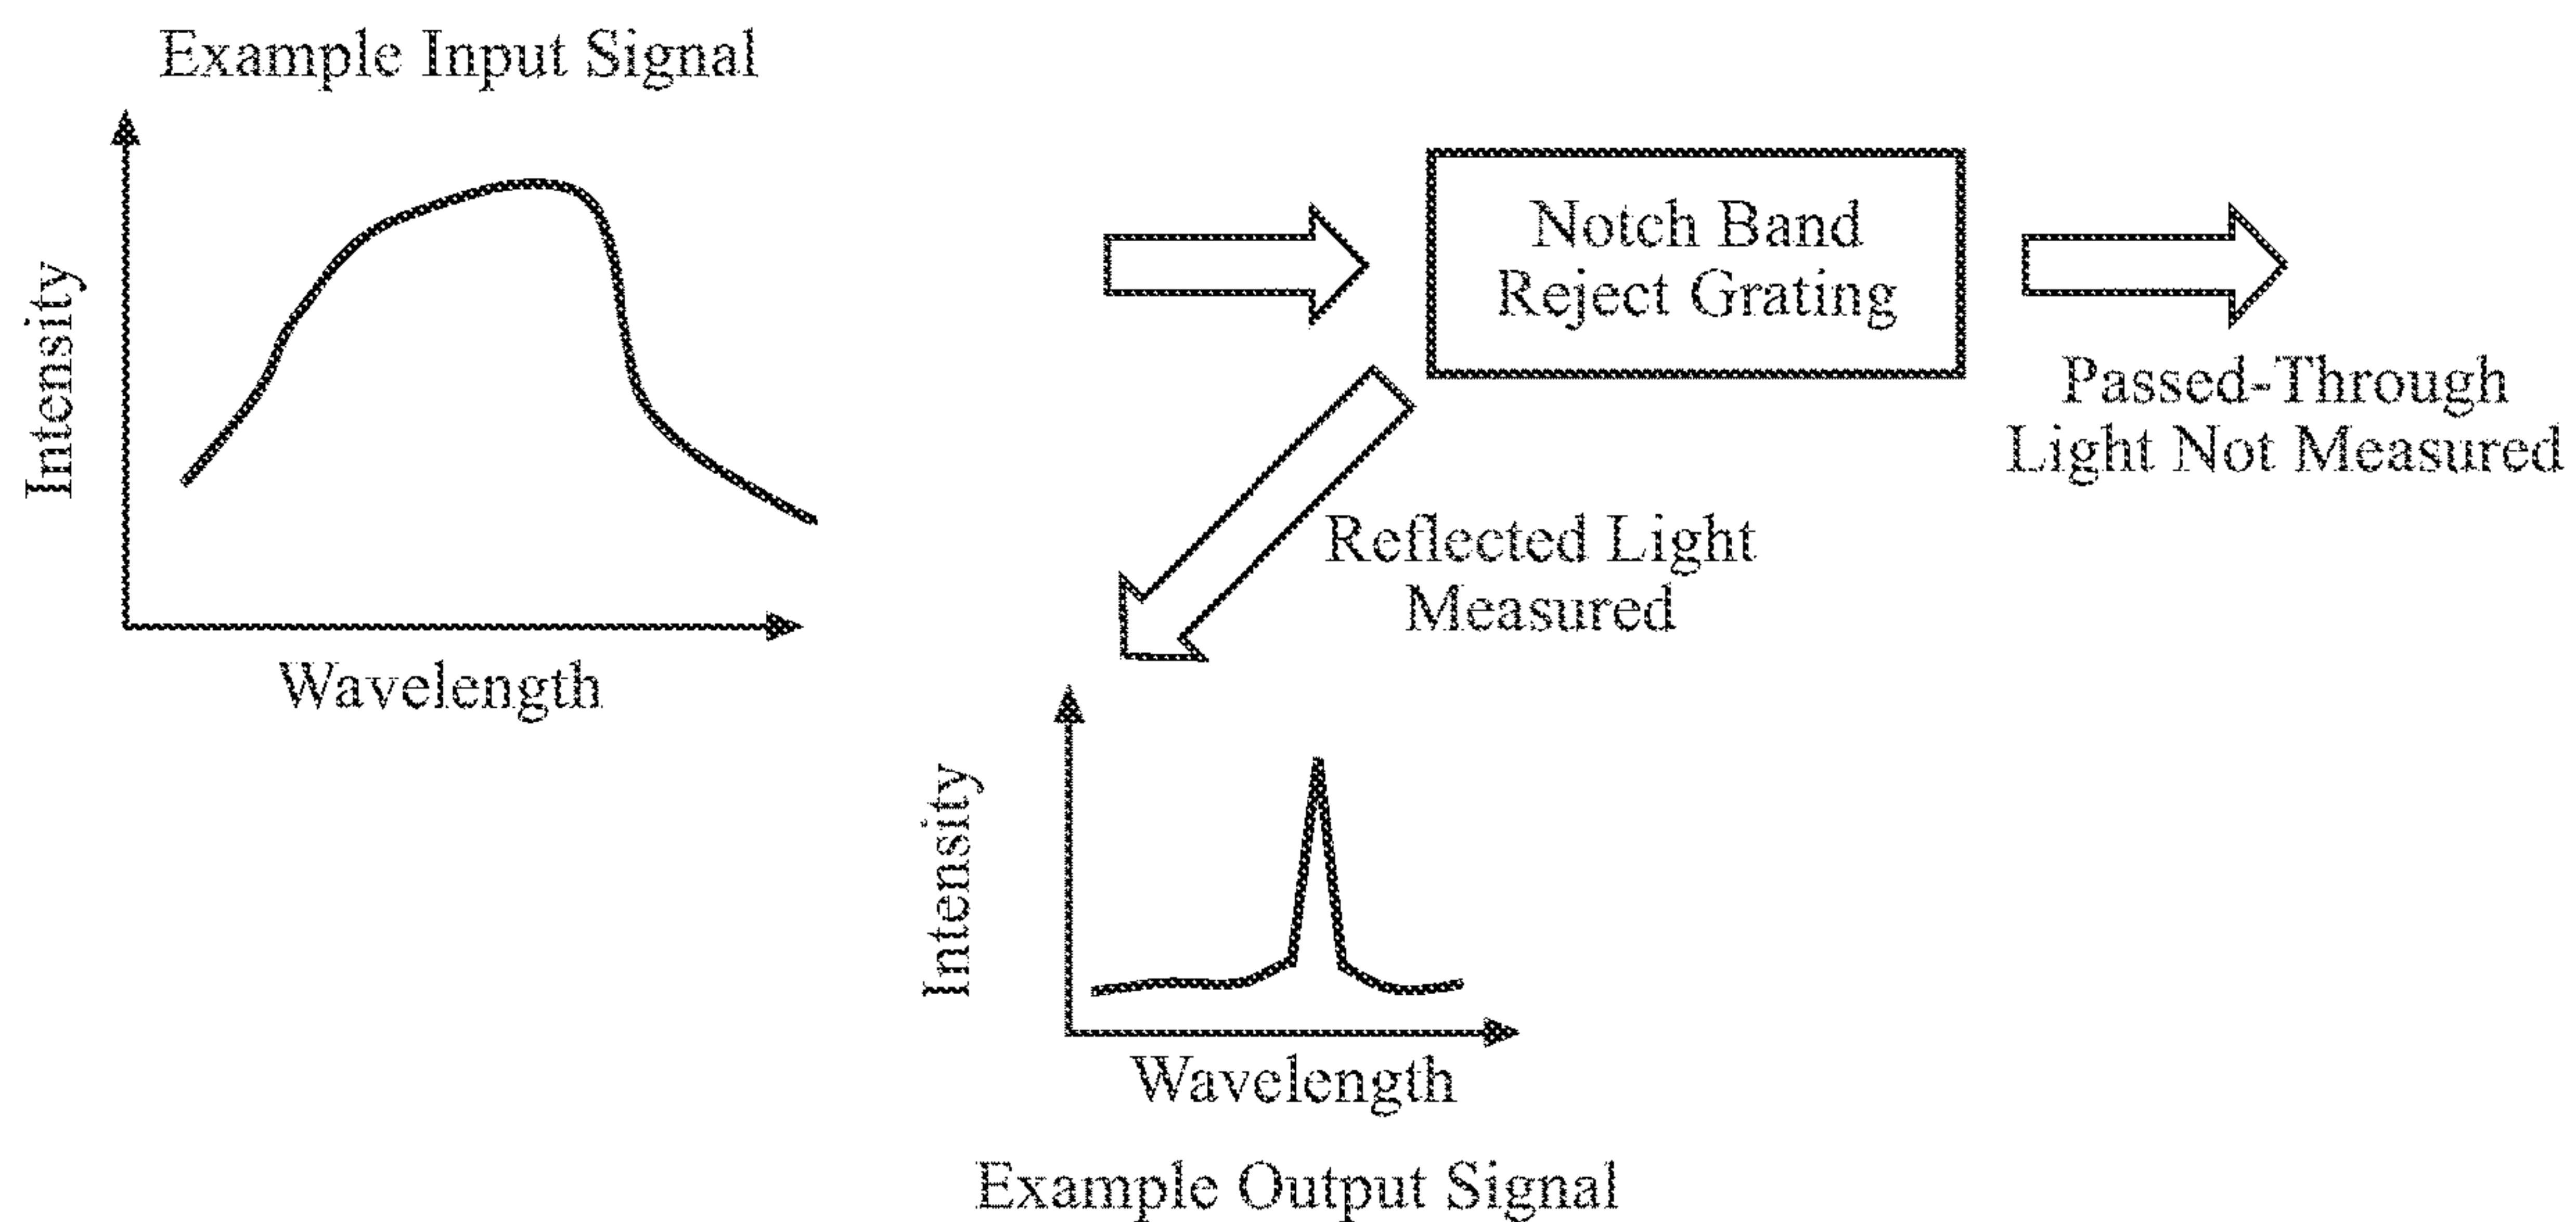 Example Input Signal
Intensity
Wavelength
Notch Band
Reject Grating
Passed-Through
Light Not Measured
Reflected Light
Measured
Intensity
Wavelength
Example Output Signal